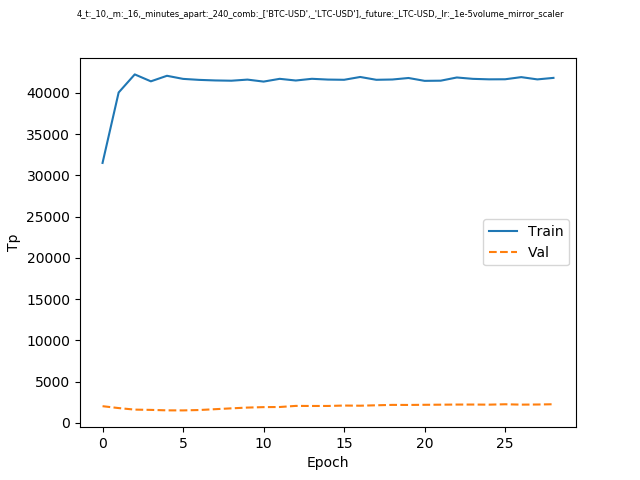 4_t:_10,_m:_16,_minutes_apart:_240_comb:_['BTC-USD',_'LTC-USD'],_future:_LTC-USD,_lr:_1e-5volume_mirror_scaler
40000
35000
30000
25000
20000
15000
10000
5000
0
Tp
Train
Val
0 5 10 15 20 25
Epoch